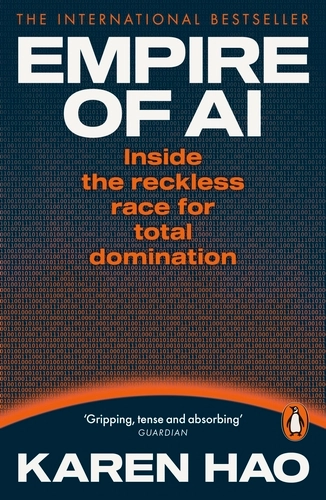 THE INTERNATIONAL BESTSELLER
EMPIRE
OF AI
Inside
the reckless
race for
total
domination
‘Gripping, tense and absorbing’
GUARDIAN
KAREN HAO